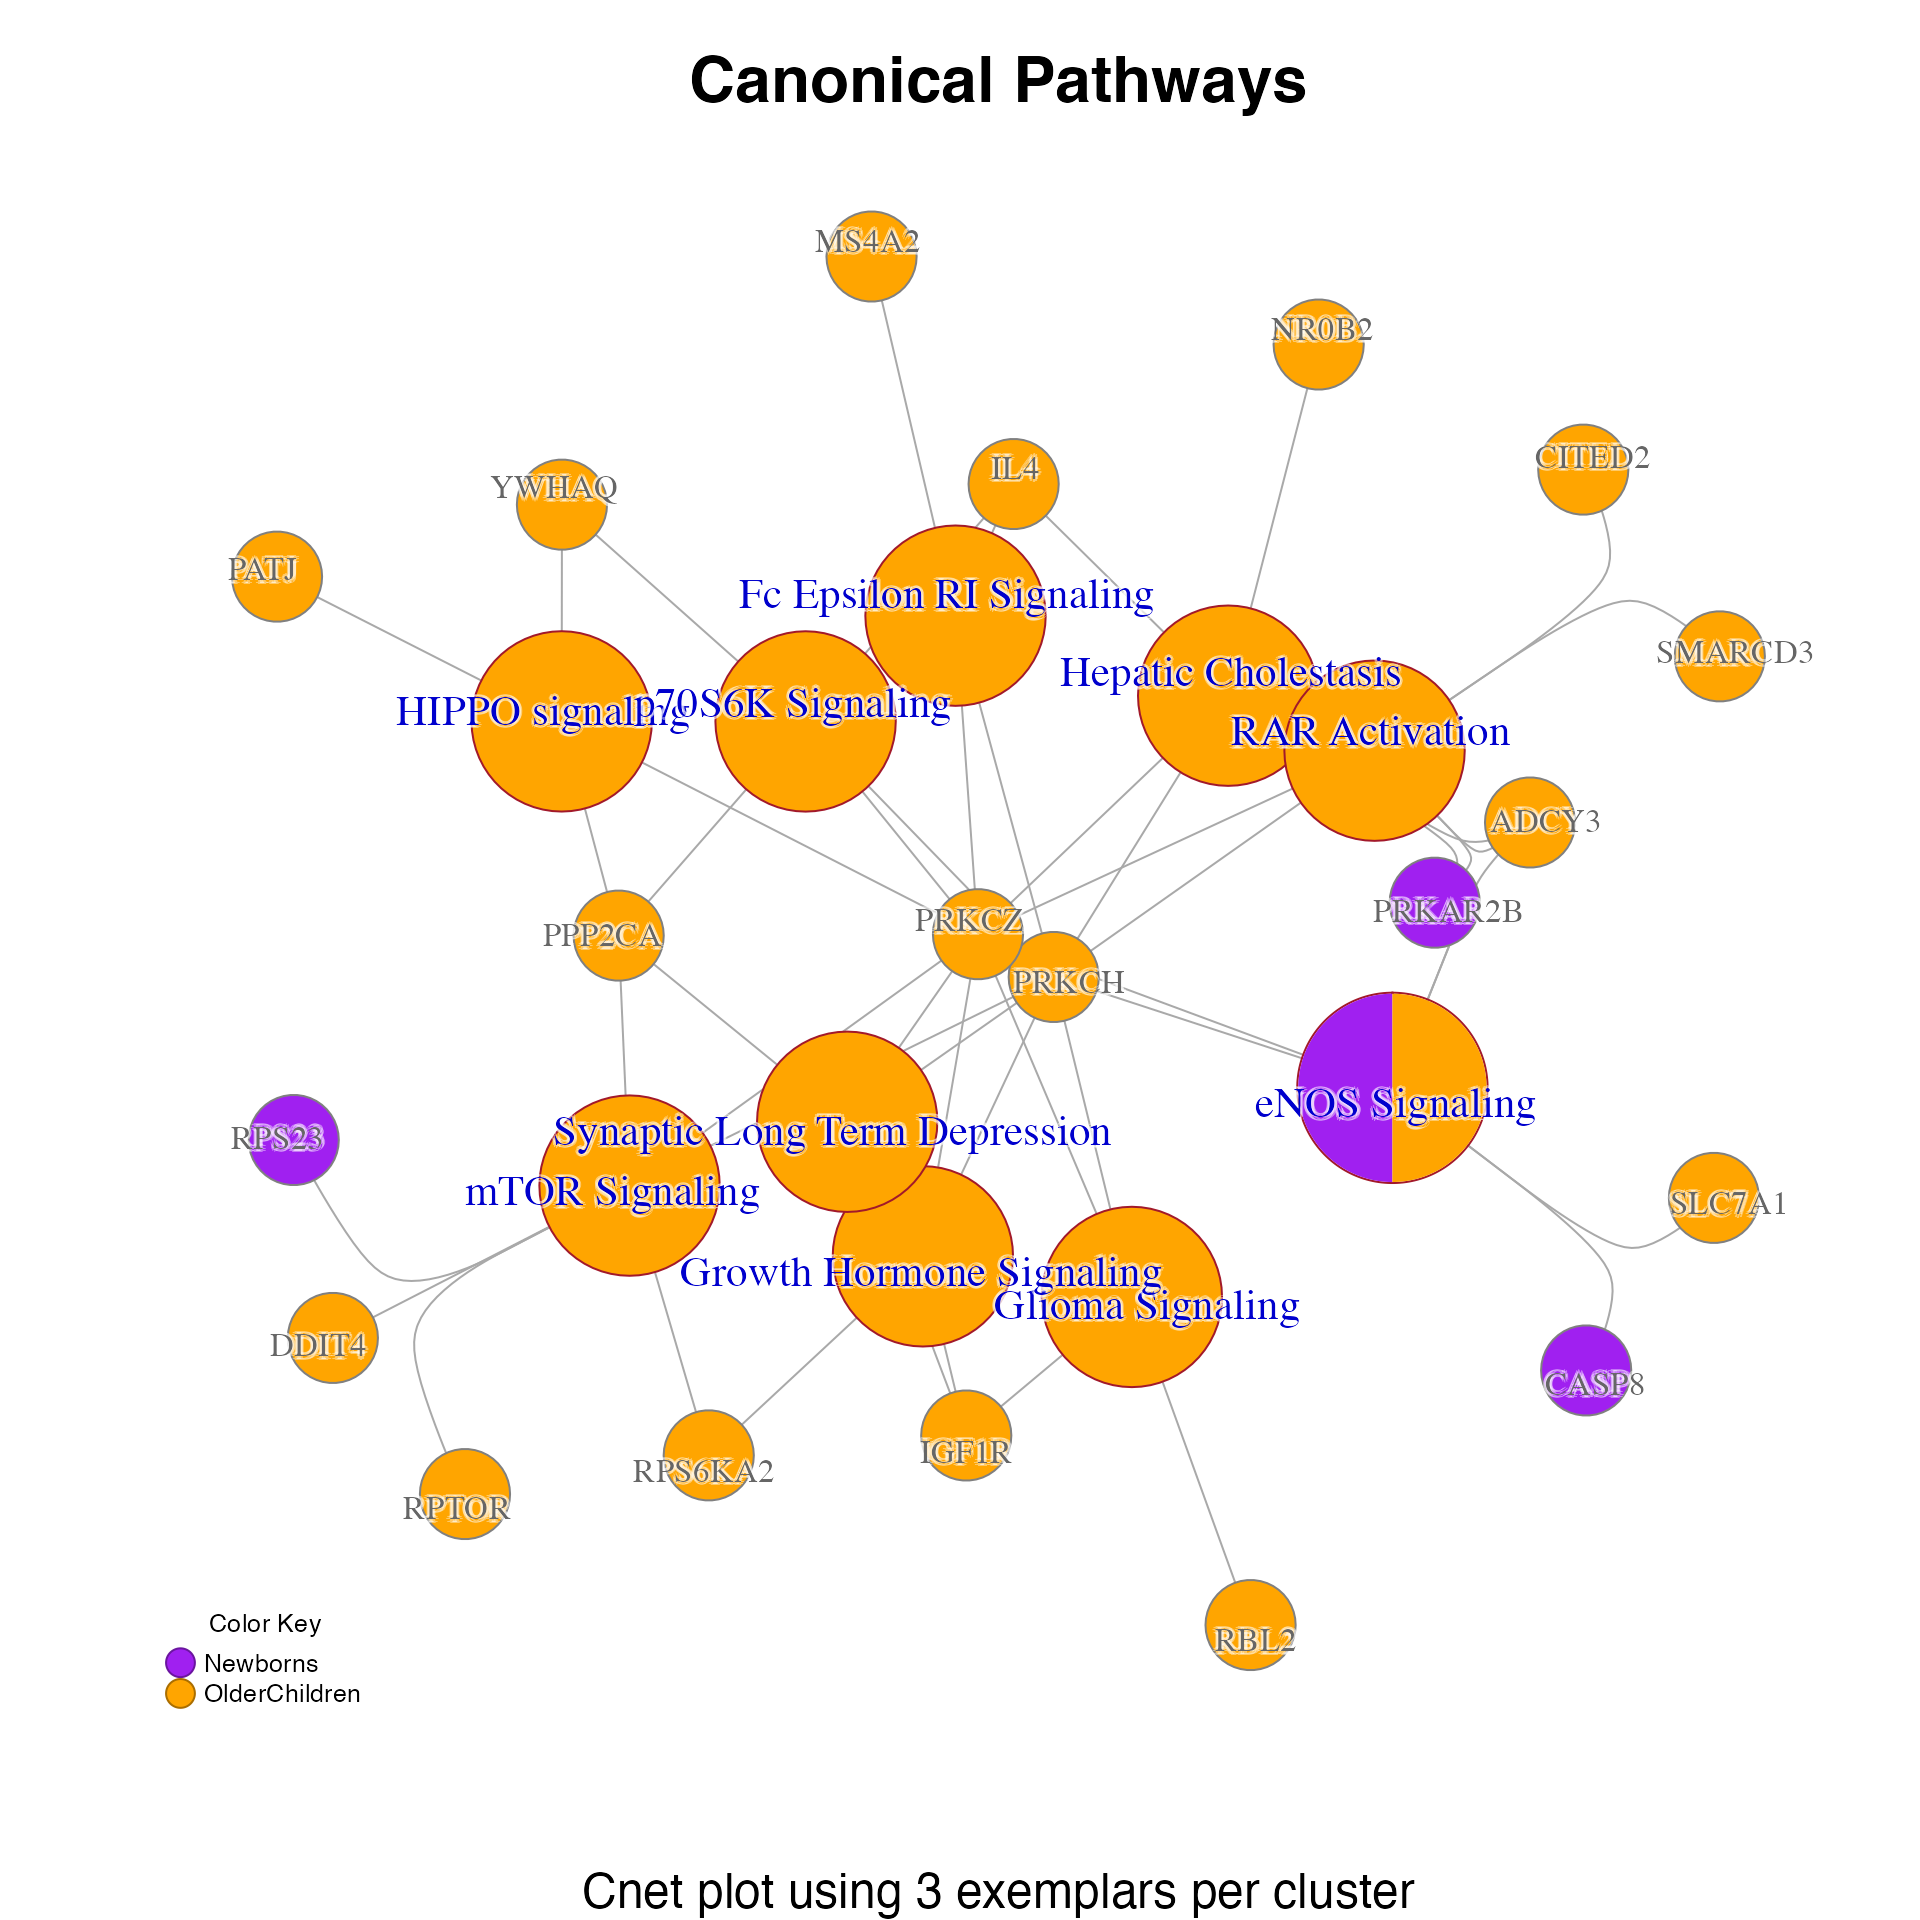 Canonical Pathways
MS4A2
NR0B2
CITED2
IL4
YWHAQ
PATJ
Fc Epsilon RI Signaling
SMARCD3
Hepatic Cholestasis
HIPPO signaling
p70S6K Signaling
RAR Activation
ADCY3
PRKCZ
PRKAR2B
PPP2CA
PRKCH
eNOS Signaling
RPS23
Synaptic Long Term Depression
mTOR Signaling
SLC7A1
Growth Hormone Signaling
Glioma Signaling
DDIT4
CASP8
IGF1R
RPS6KA2
RPTOR
RBL2
Color Key
Newborns
OlderChildren
Cnet plot using 3 exemplars per cluster